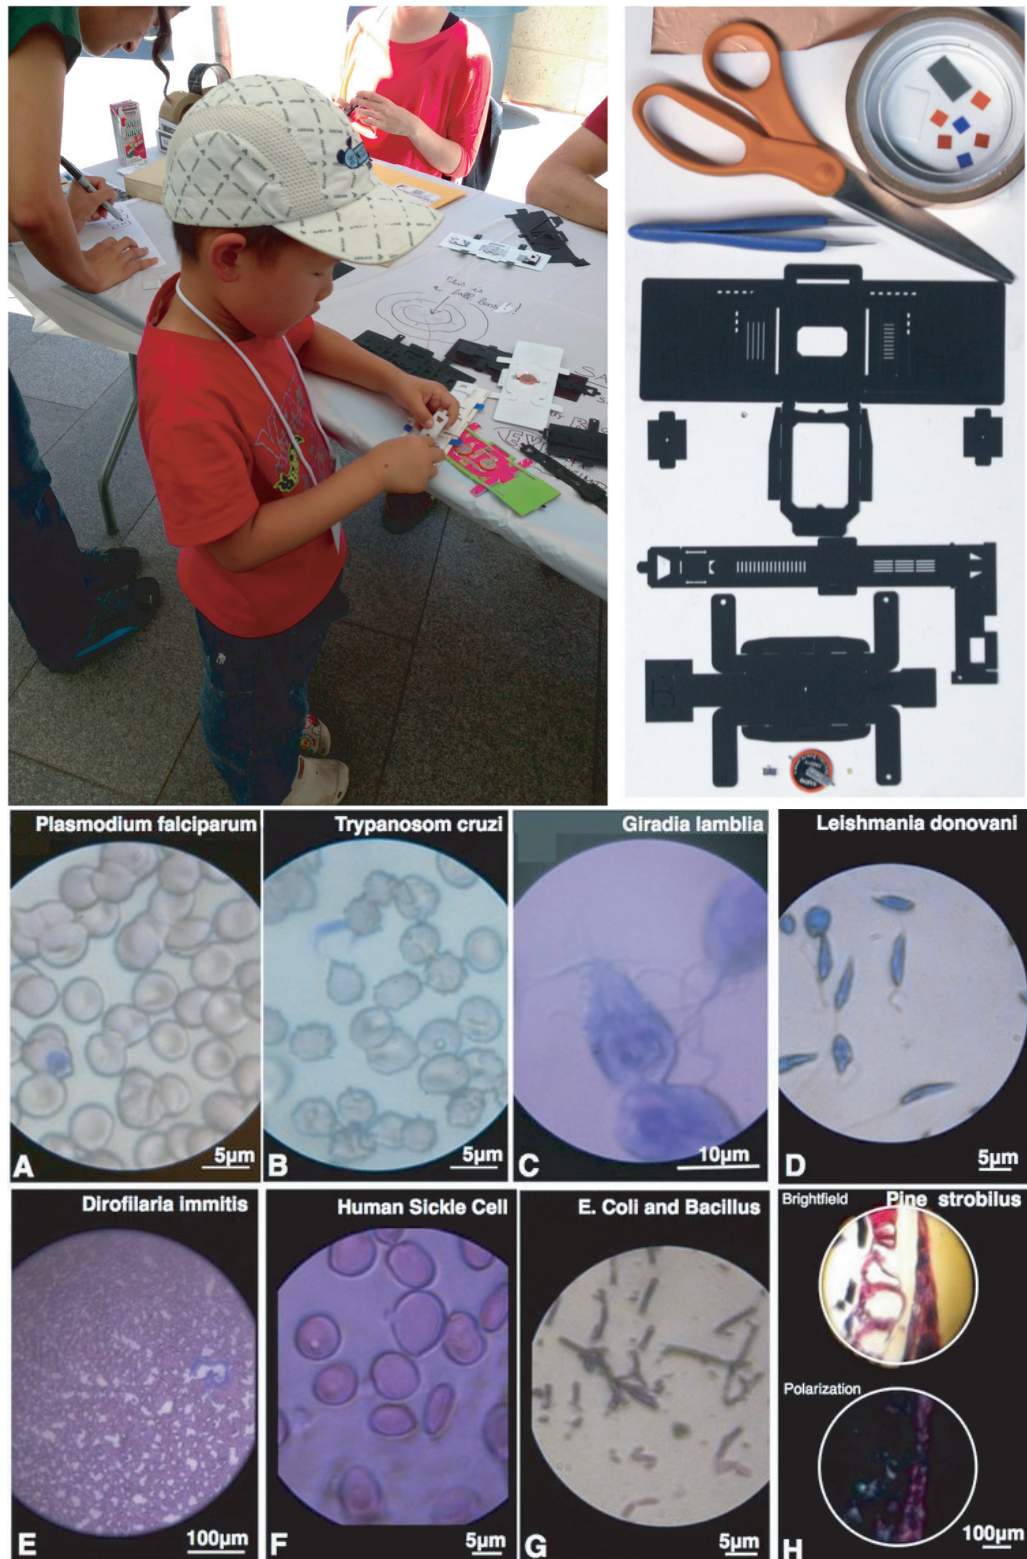 This is
a ball lens!!
Plasmodium falciparum
A
5µm
Trypanosom cruzi
B
5µm
Giradia lamblia
C
10µm
Leishmania donovani
D
5µm
Dirofilaria immitis
E
100µm
Human Sickle Cell
F
5µm
E. Coli and Bacillus
G
5µm
Brightfield
Pine strobilus
Polarization
H
100µm